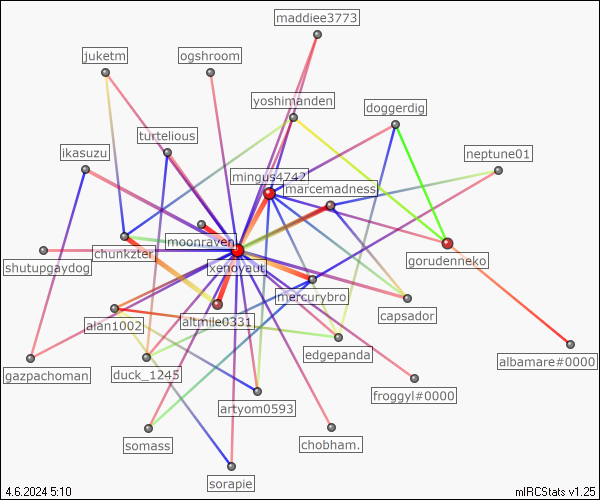 maddiee3773
juketm
ogshroom
yoshimanden
doggerdig
turtelious
ikasuzu
neptune01
mingus4742
marcemadness
moonraven
chunkzter
gorudenneko
shutupgaydog
xenoyaut
mercurybro
capsador
altmile0331
alan1002
edgepanda
albamare#0000
gazpachoman
duck_1245
froggyl#0000
artyom0593
somass
chobham.
sorapie
4.6.2024 5:10
mIRCStats v1.25